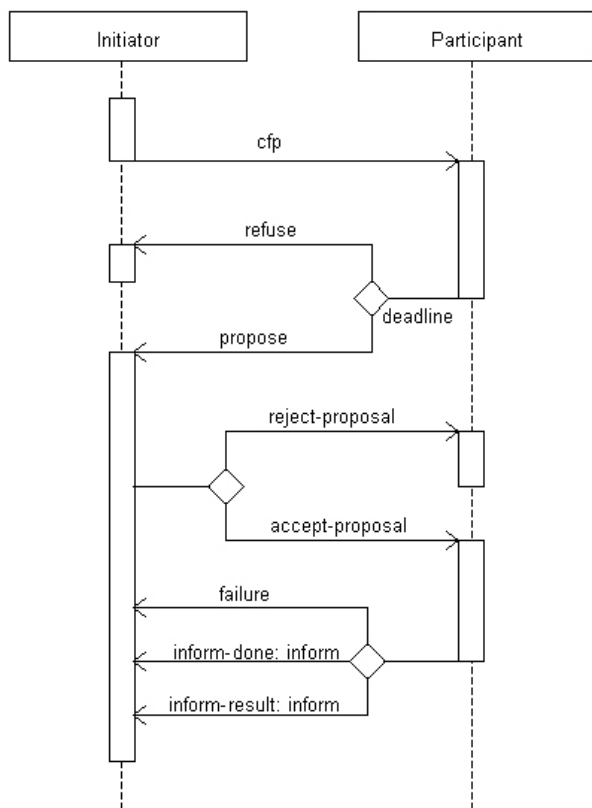 Initiator
Participant
cfp
refuse
deadline
propose
reject-proposal
accept-proposal
failure
inform-done: inform
inform-result: inform